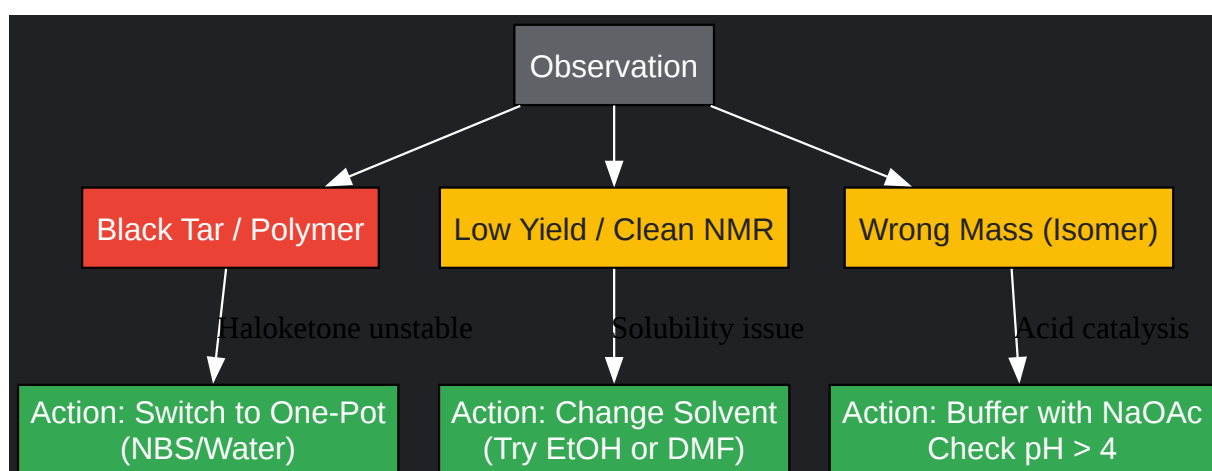 Observation
Black Tar / Polymer
Low Yield / Clean NMR
Wrong Mass (Isomer)
Haloketone unstable
Solubility issue
Acid catalysis
Action: Switch to One-Pot
(NBS/Water)
Action: Change Solvent
(Try EtOH or DMF)
Action: Buffer with NaOAc
Check pH > 4